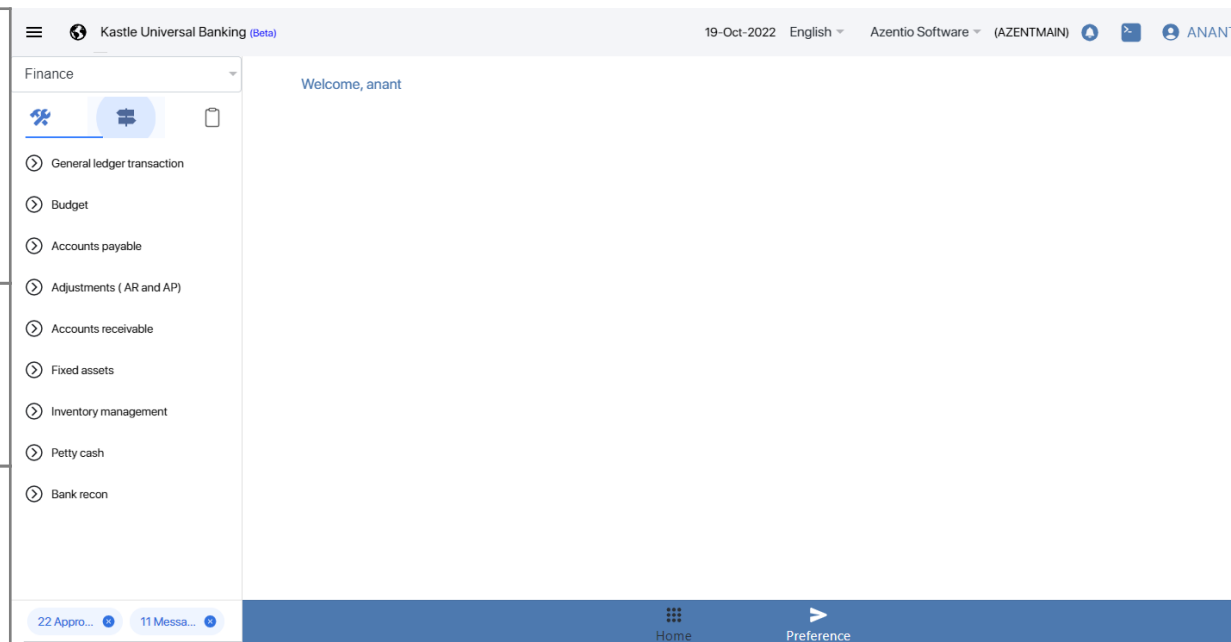 Kastle Universal Banking (Beta)
19-Oct-2022 English Azentio Software (AZENTMAIN) ANANT
Finance
Welcome, anant
General ledger transaction
Budget
Accounts payable
Adjustments ( AR and AP)
Accounts receivable
Fixed assets
Inventory management
Petty cash
Bank recon
22 Appro... 11 Messa...
Home Preference